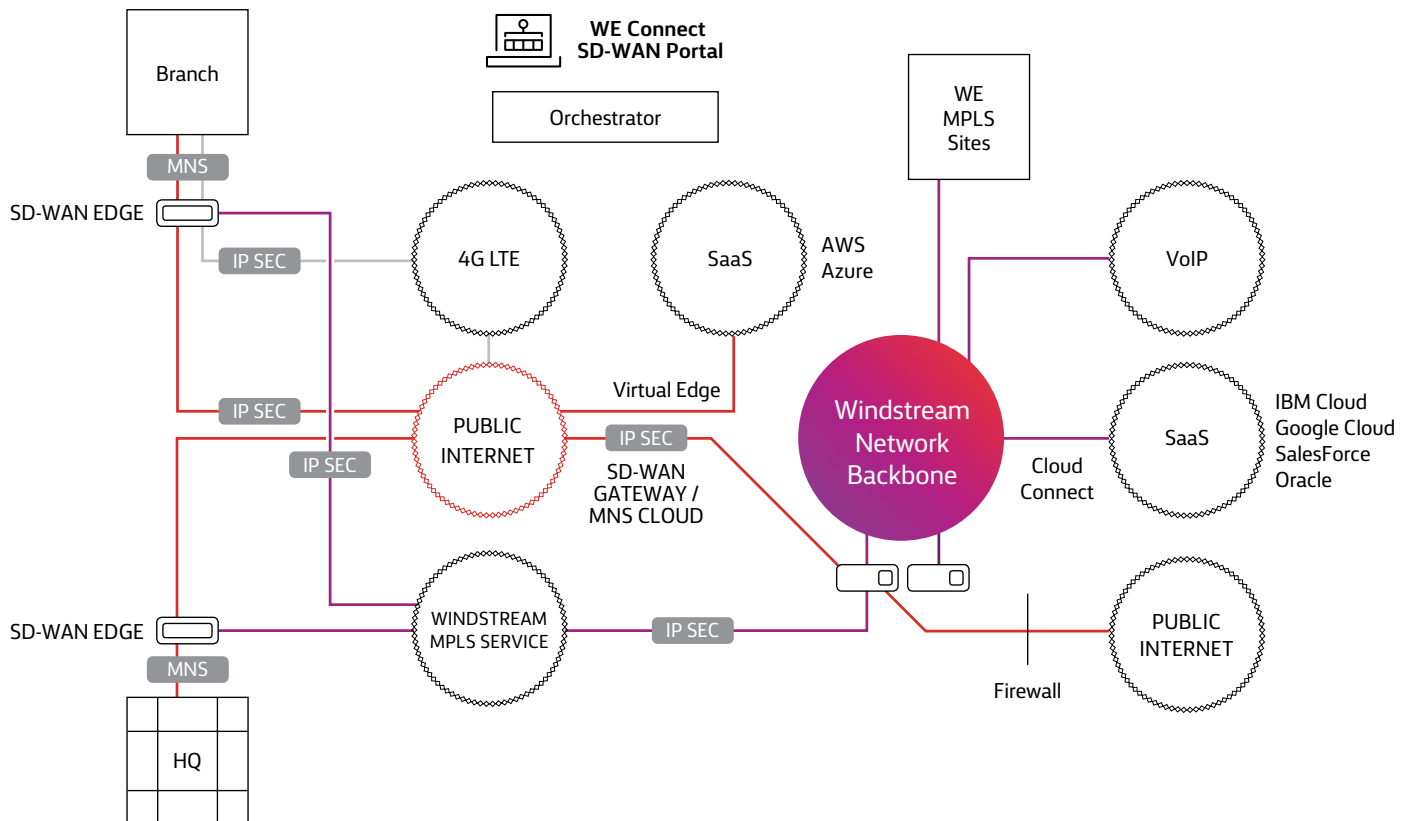 WE Connect
SD-WAN Portal
Branch
Orchestrator
WE
MPLS
Sites
MNS
SD-WAN EDGE
IP SEC
4G LTE
SaaS
AWS
Azure
VoIP
Virtual Edge
IP SEC
PUBLIC
INTERNET
IP SEC
IP SEC
SD-WAN
GATEWAY /
MNS CLOUD
Windstream
Network
Backbone
Cloud
Connect
SaaS
IBM Cloud
Google Cloud
SalesForce
Oracle
SD-WAN EDGE
MNS
WINDSTREAM
MPLS SERVICE
IP SEC
Firewall
PUBLIC
INTERNET
HQ